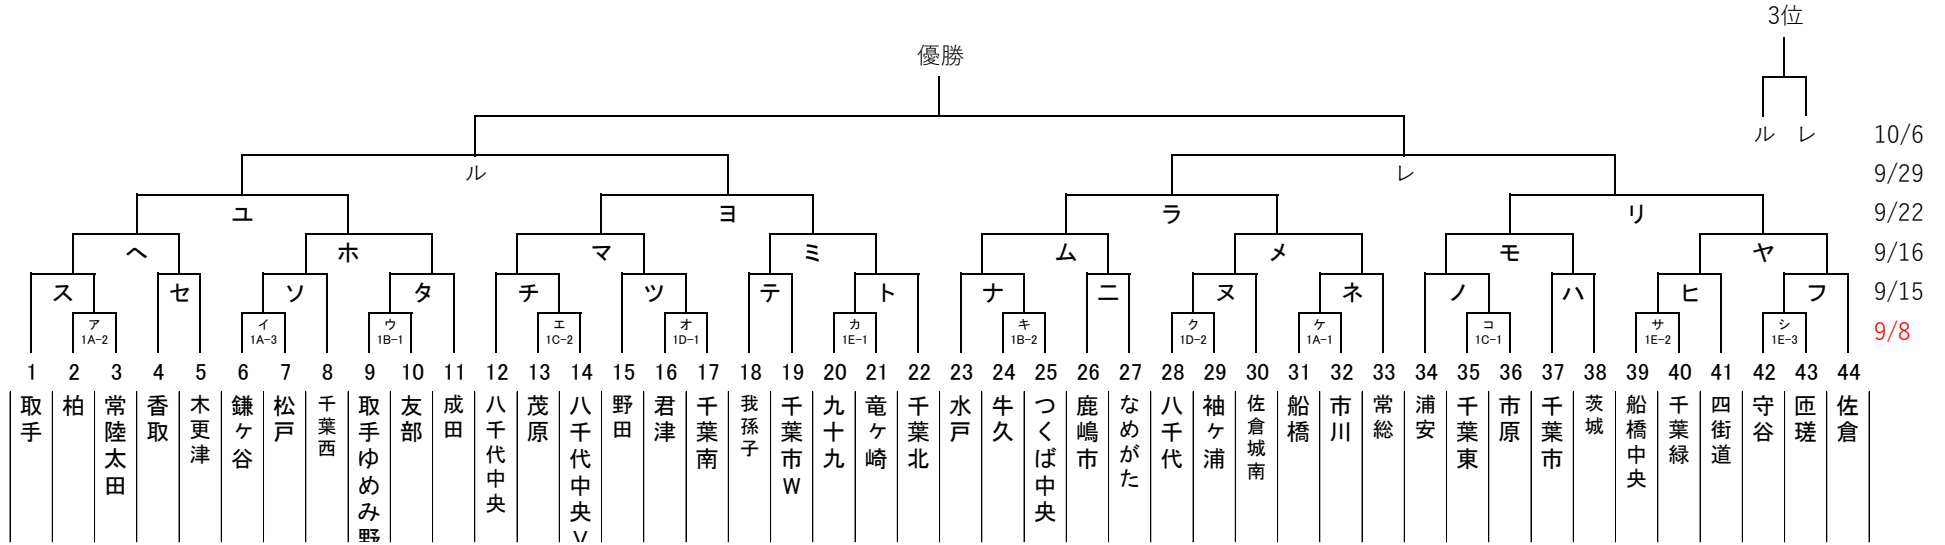 3位
優勝
ル レ 10/6
ル レ 9/29
ユ ヨ ラ リ 9/22
ヘ ホ マ ミ ム メ モ ヤ 9/16
ス セ ソ タ チ ツ テ ト ナ ニ ヌ ネ ノ ハ ヒ フ 9/15
ア イ ウ エ オ カ キ ク ケ コ サ シ 9/8
1A-2 1A-3 1B-1 1C-2 1D-1 1E-1 1B-2 1D-2 1A-1 1C-1 1E-2 1E-3
1 2 3 4 5 6 7 8 9 10 11 12 13 14 15 16 17 18 19 20 21 22 23 24 25 26 27 28 29 30 31 32 33 34 35 36 37 38 39 40 41 42 43 44
取手
柏
常陸太田
香取
木更津
鎌ヶ谷
松戸
千葉西
取手ゆめみ野
友部
成田
八千代中央
茂原
八千代中央V
野田
君津
千葉南
我孫子
千葉市W
九十九
竜ヶ崎
千葉北
水戸
牛久
つくば中央
鹿嶋市
なめがた
八千代
袖ヶ浦
佐倉城南
船橋
市川
常総
浦安
千葉東
市原
千葉市
茨城
船橋中央
千葉緑
四街道
守谷
匝瑳
佐倉